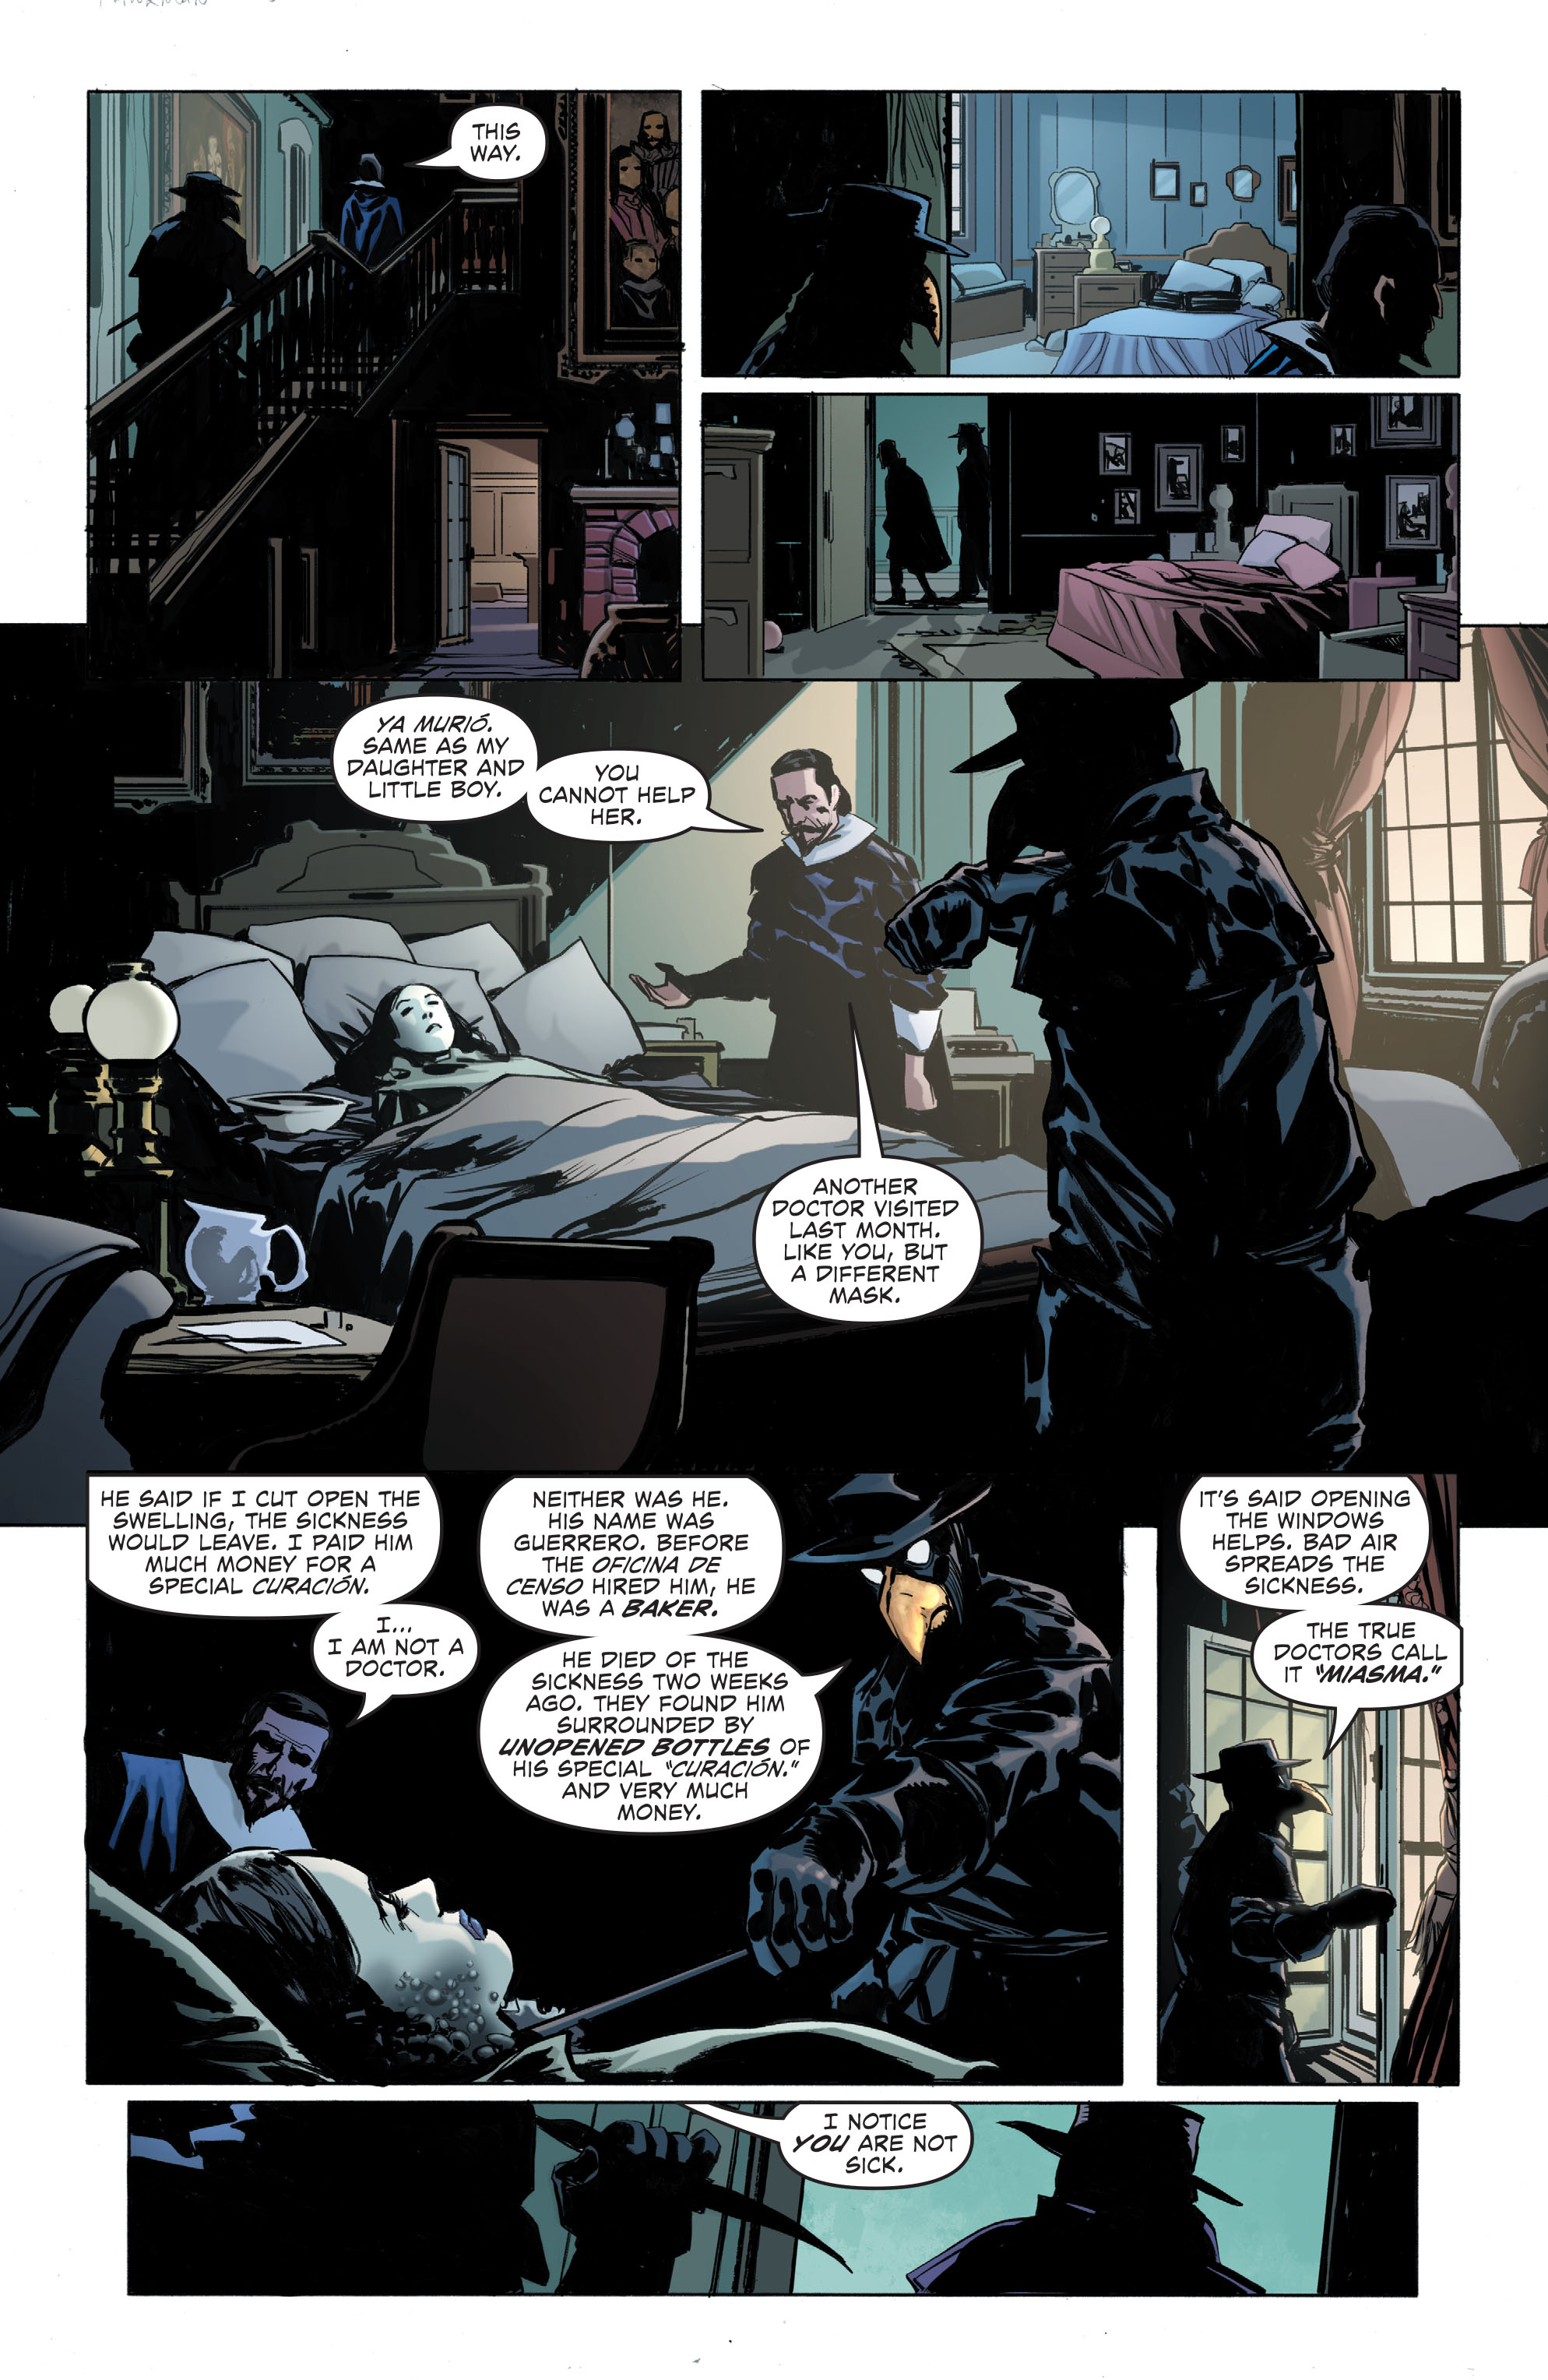 THIS
WAY.
YA MURIÓ.
SAME AS MY
DAUGHTER AND
LITTLE BOY.
YOU
CANNOT HELP
HER.
ANOTHER
DOCTOR VISITED
LAST MONTH.
LIKE YOU, BUT
A DIFFERENT
MASK.
HE SAID IF I CUT OPEN THE
SWELLING, THE SICKNESS
WOULD LEAVE. I PAID HIM
MUCH MONEY FOR A
SPECIAL CURACIÓN.
I...
I AM NOT A
DOCTOR.
NEITHER WAS HE.
HIS NAME WAS
GUERRERO. BEFORE
THE OFICINA DE
CENSO HIRED HIM, HE
WAS A BAKER.
HE DIED OF THE
SICKNESS TWO WEEKS
AGO. THEY FOUND HIM
SURROUNDED BY
UNOPENED BOTTLES OF
HIS SPECIAL "CURACIÓN."
AND VERY MUCH
MONEY.
IT'S SAID OPENING
THE WINDOWS
HELPS. BAD AIR
SPREADS THE
SICKNESS.
THE TRUE
DOCTORS CALL
IT "MIASMA."
I NOTICE
YOU ARE NOT
SICK.